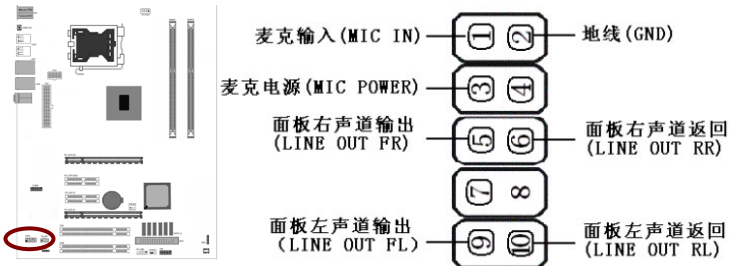 麦克输入(MIC IN)
1
2
地线(GND)
麦克电源(MIC POWER)
3
4
面板右声道输出
(LINE OUT FR)
5
6
面板右声道返回
(LINE OUT RR)
7
8
面板左声道输出
(LINE OUT FL)
9
10
面板左声道返回
(LINE OUT RL)